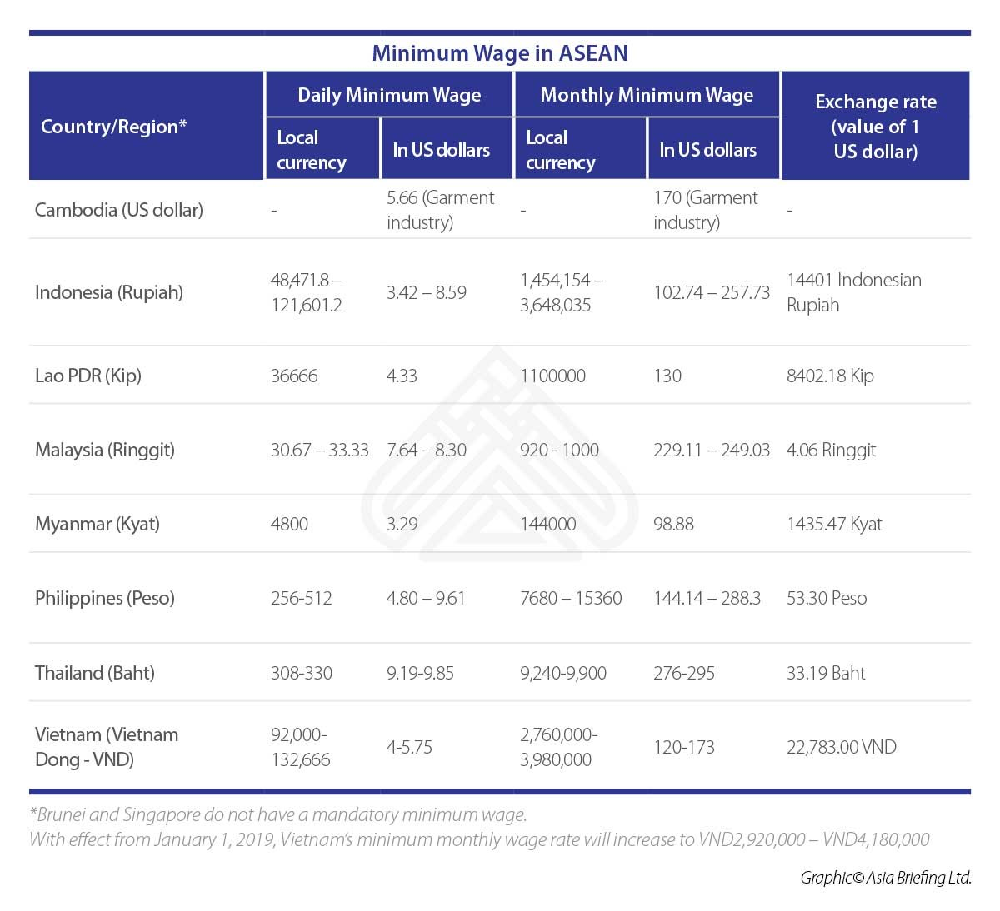 Minimum Wage in ASEAN
Country/Region*
Daily Minimum Wage
Monthly Minimum Wage
Exchange rate
(value of 1
US dollar)
Local
currency
In US dollars
Local
currency
In US dollars
Cambodia (US dollar)
-
5.66 (Garment
industry)
-
170 (Garment
industry)
-
Indonesia (Rupiah)
48,471.8 –
121,601.2
3.42 – 8.59
1,454,154 –
3,648,035
102.74 – 257.73
14401 Indonesian
Rupiah
Lao PDR (Kip)
36666
4.33
1100000
130
8402.18 Kip
Malaysia (Ringgit)
30.67 – 33.33
7.64 - 8.30
920 - 1000
229.11 – 249.03
4.06 Ringgit
Myanmar (Kyat)
4800
3.29
144000
98.88
1435.47 Kyat
Philippines (Peso)
256-512
4.80 – 9.61
7680 – 15360
144.14 – 288.3
53.30 Peso
Thailand (Baht)
308-330
9.19-9.85
9,240-9,900
276-295
33.19 Baht
Vietnam (Vietnam
Dong - VND)
92,000-
132,666
4-5.75
2,760,000-
3,980,000
120-173
22,783.00 VND
*Brunei and Singapore do not have a mandatory minimum wage.
With effect from January 1, 2019, Vietnam's minimum monthly wage rate will increase to VND2,920,000 – VND4,180,000
Graphic© Asia Briefing Ltd.